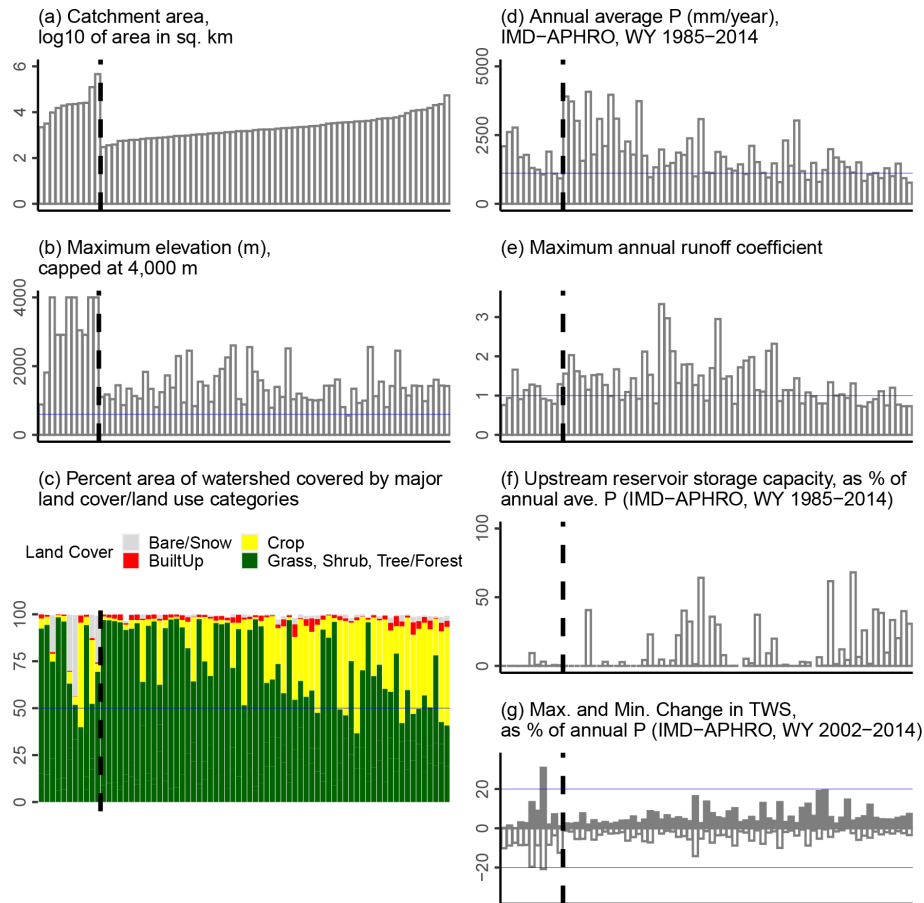 (a) Catchment area,
log10 of area in sq. km
6
4
2
0
(b) Maximum elevation (m),
capped at 4,000 m
4000
2000
0
(c) Percent area of watershed covered by major
land cover/land use categories
Land Cover
Bare/Snow
Crop
BuiltUp
Grass, Shrub, Tree/Forest
100
75
50
25
0
(d) Annual average P (mm/year),
IMD−APHRO, WY 1985−2014
5000
2500
0
(e) Maximum annual runoff coefficient
3
2
1
0
(f) Upstream reservoir storage capacity, as % of
annual ave. P (IMD−APHRO, WY 1985−2014)
100
50
0
(g) Max. and Min. Change in TWS,
as % of annual P (IMD−APHRO, WY 2002−2014)
20
0
−20